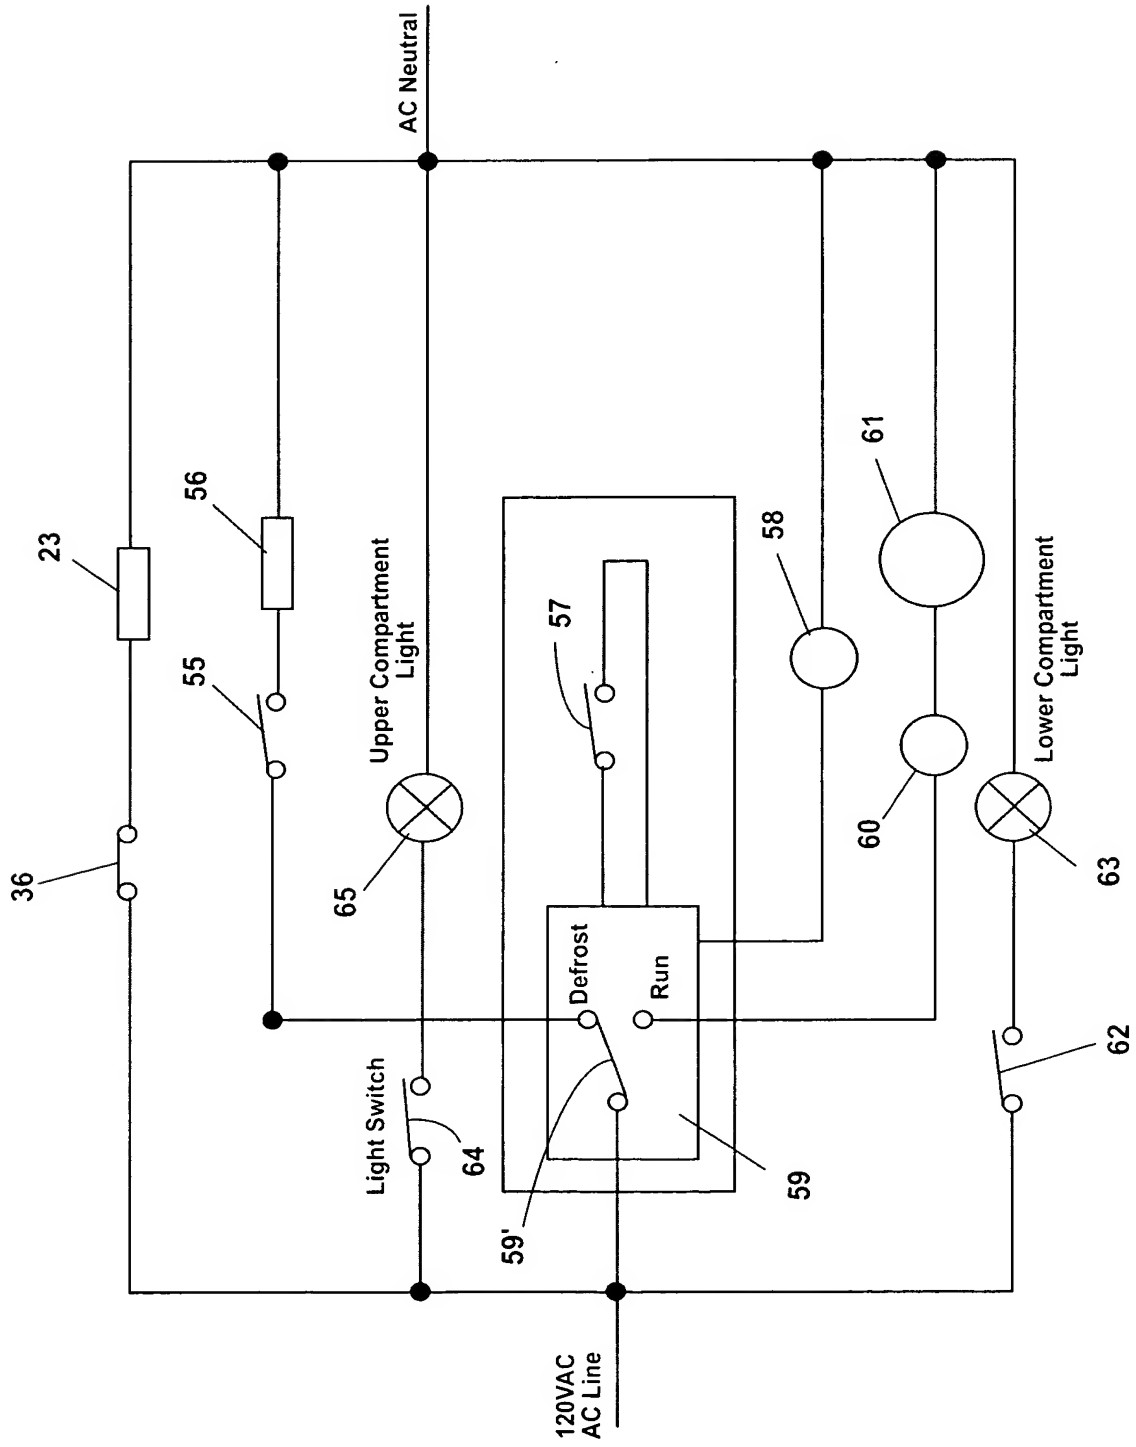 AC Neutral
23
56
55
36
Upper Compartment
Light
65
Light Switch
64
57
58
61
60
Defrost
Run
59'
59
Lower Compartment
Light
63
62
120VAC
AC Line